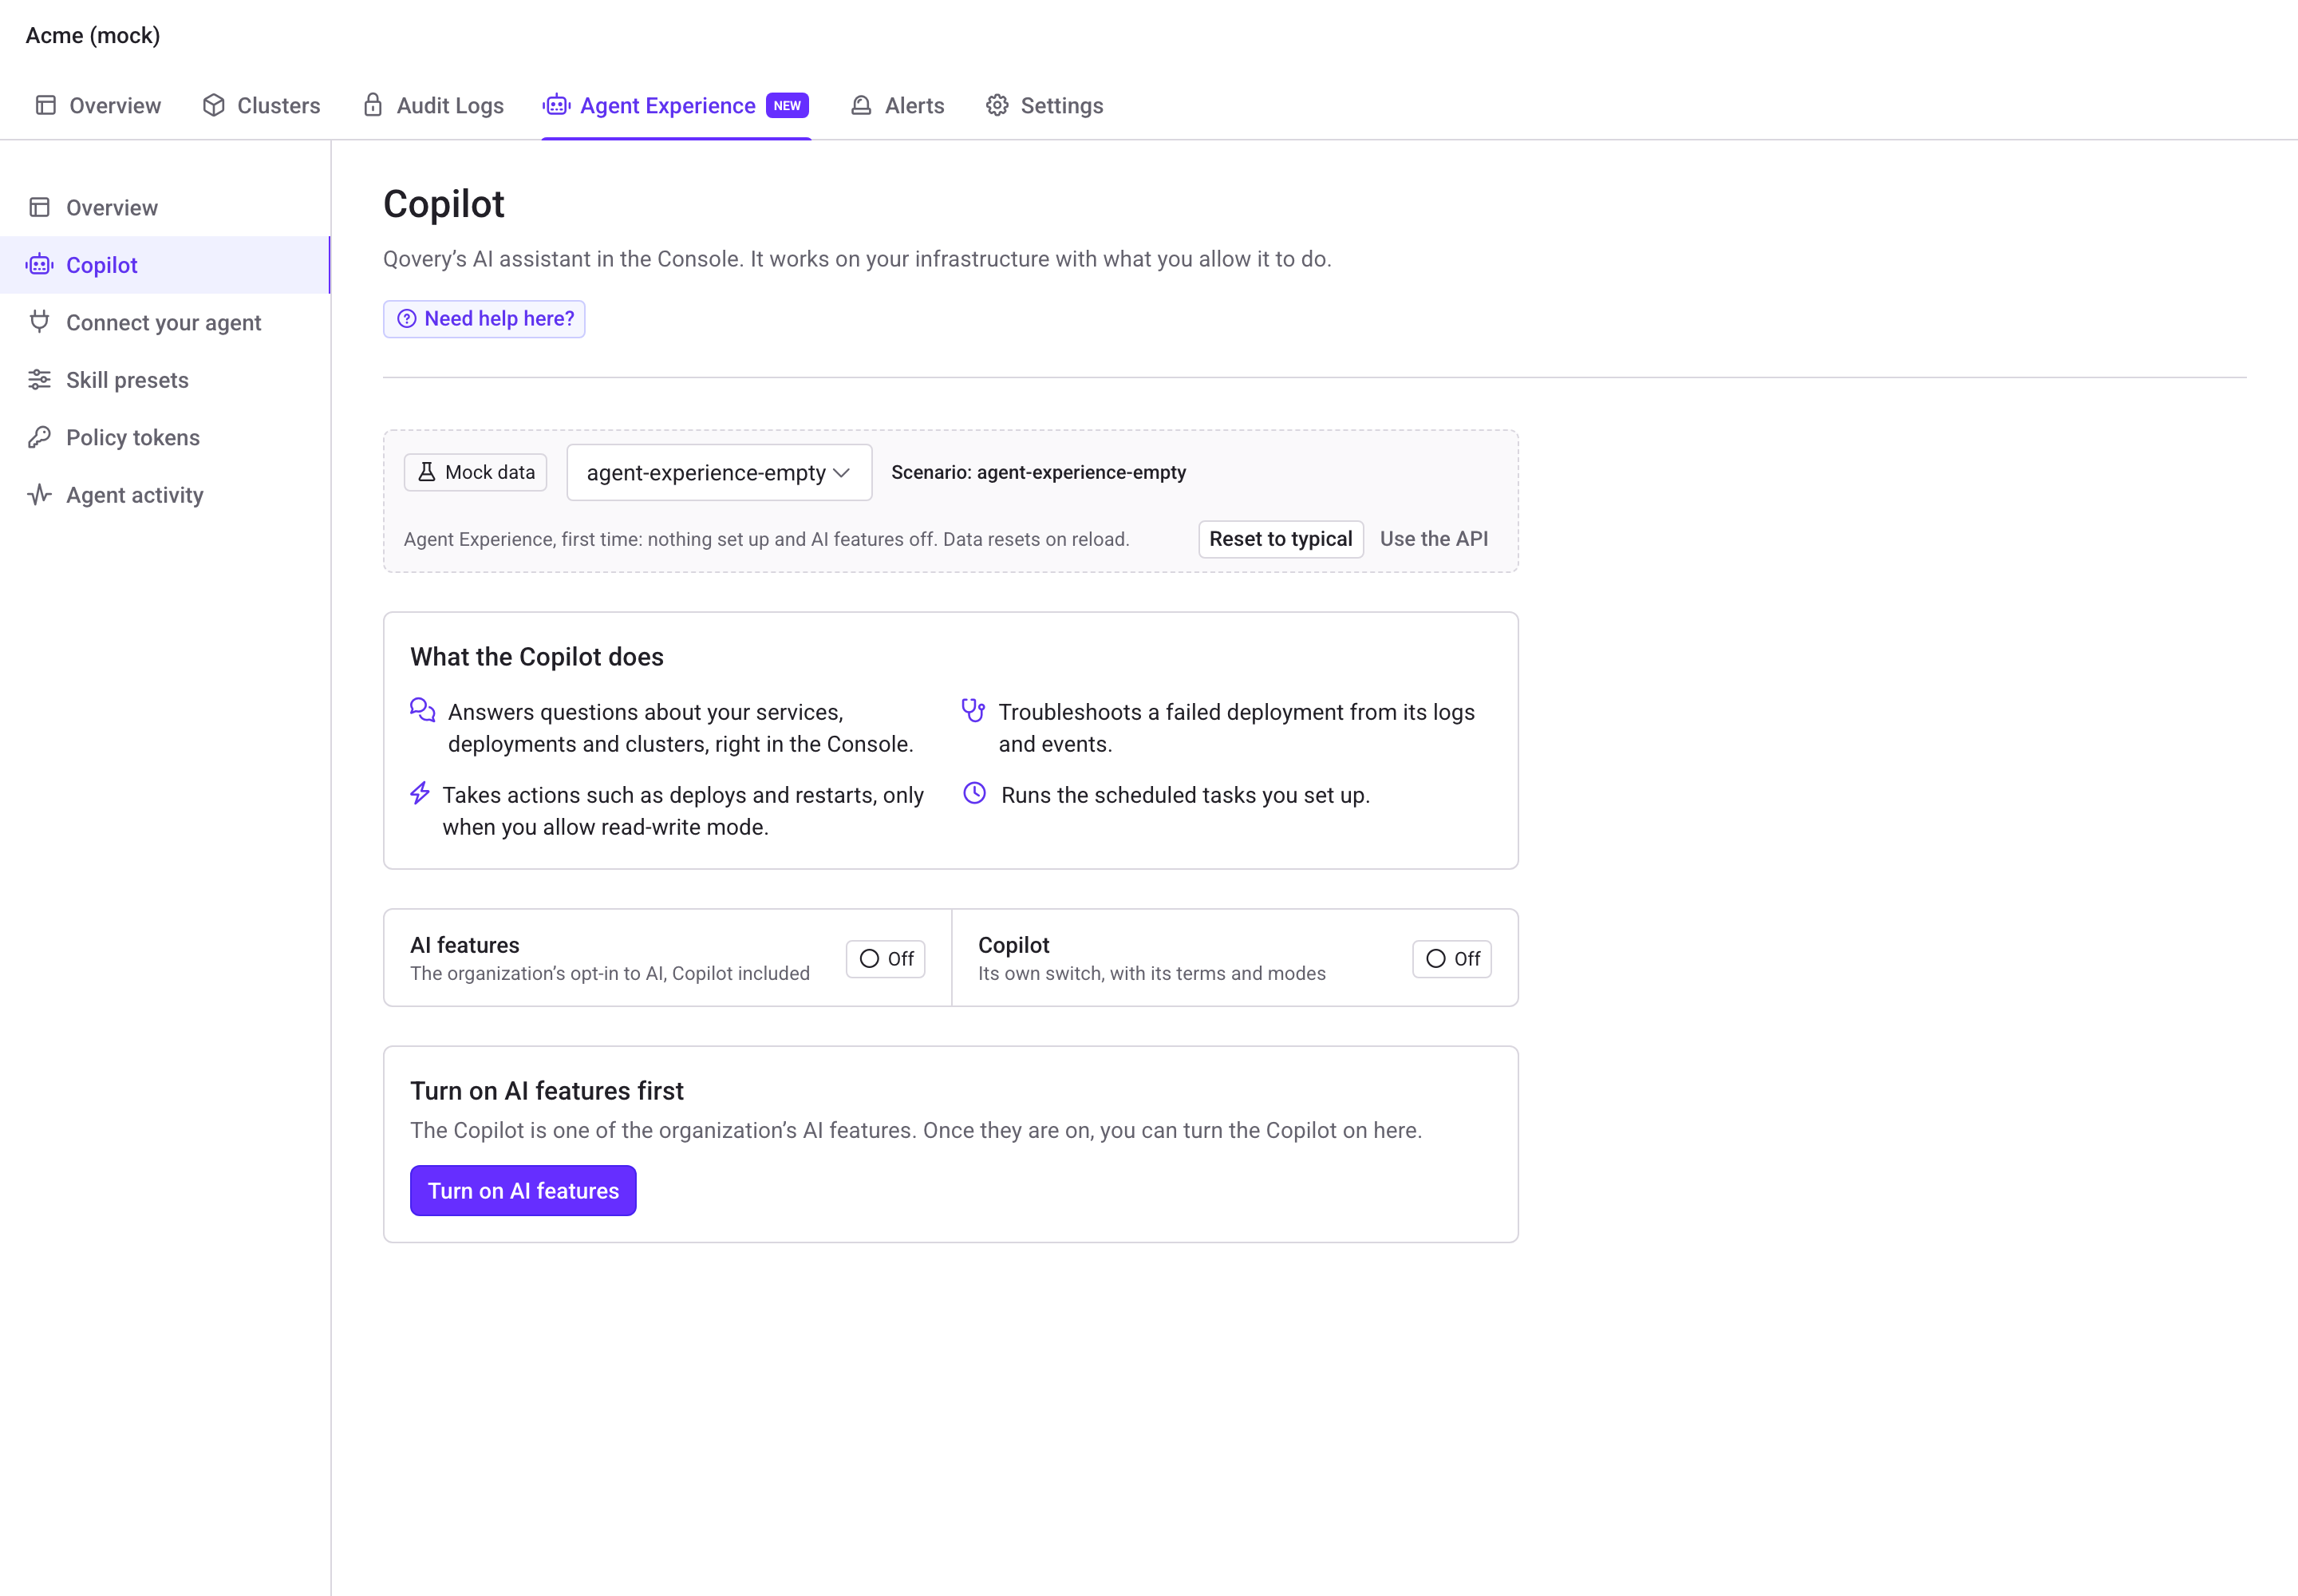 Acme (mock)
Overview
Clusters
Audit Logs
Agent Experience NEW
Alerts
Settings
Overview
Copilot
Connect your agent
Skill presets
Policy tokens
Agent activity
Copilot
Qovery’s AI assistant in the Console. It works on your infrastructure with what you allow it to do.
Need help here?
Mock data
agent-experience-empty
Scenario: agent-experience-empty
Agent Experience, first time: nothing set up and AI features off. Data resets on reload.
Reset to typical
Use the API
What the Copilot does
Answers questions about your services,
deployments and clusters, right in the Console.
Troubleshoots a failed deployment from its logs
and events.
Takes actions such as deploys and restarts, only
when you allow read-write mode.
Runs the scheduled tasks you set up.
AI features
The organization’s opt-in to AI, Copilot included
Off
Copilot
Its own switch, with its terms and modes
Off
Turn on AI features first
The Copilot is one of the organization’s AI features. Once they are on, you can turn the Copilot on here.
Turn on AI features